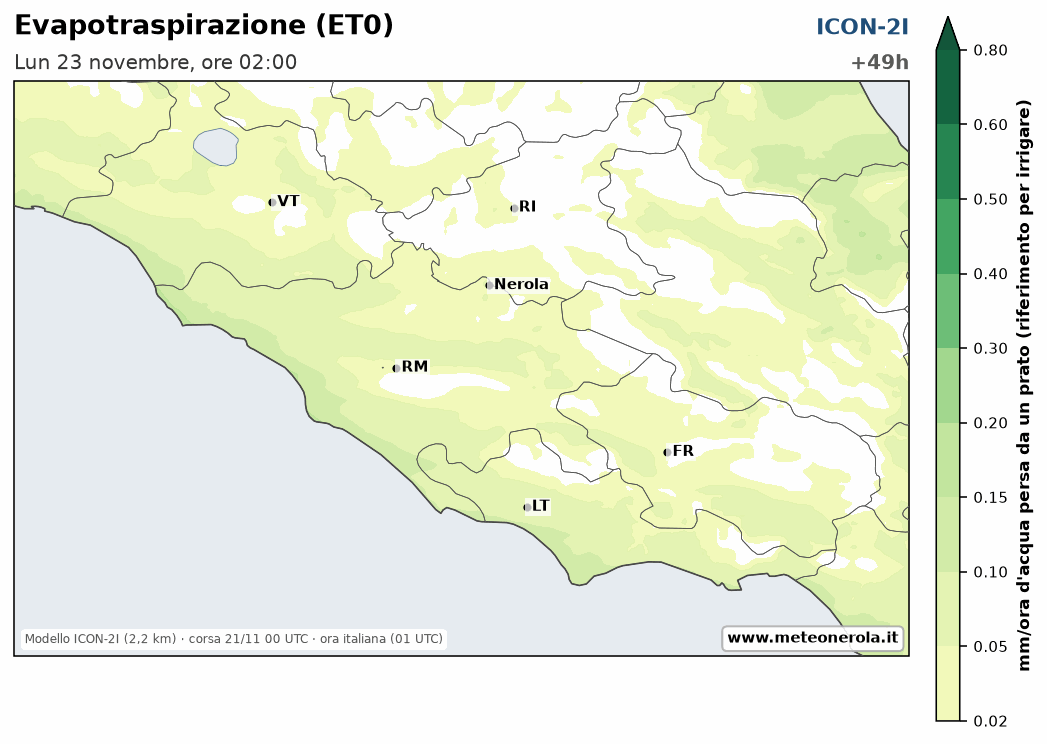 Evapotraspirazione (ET0)
ICON-2I
Lun 23 novembre, ore 02:00
+49h
VT
RI
Nerola
RM
FR
LT
Modello ICON-2I (2,2 km) · corsa 21/11 00 UTC · ora italiana (01 UTC)
www.meteonerola.it
0.80
0.60
0.50
0.40
0.30
0.20
0.15
0.10
0.05
0.02
mm/ora d'acqua persa da un prato (riferimento per irrigare)